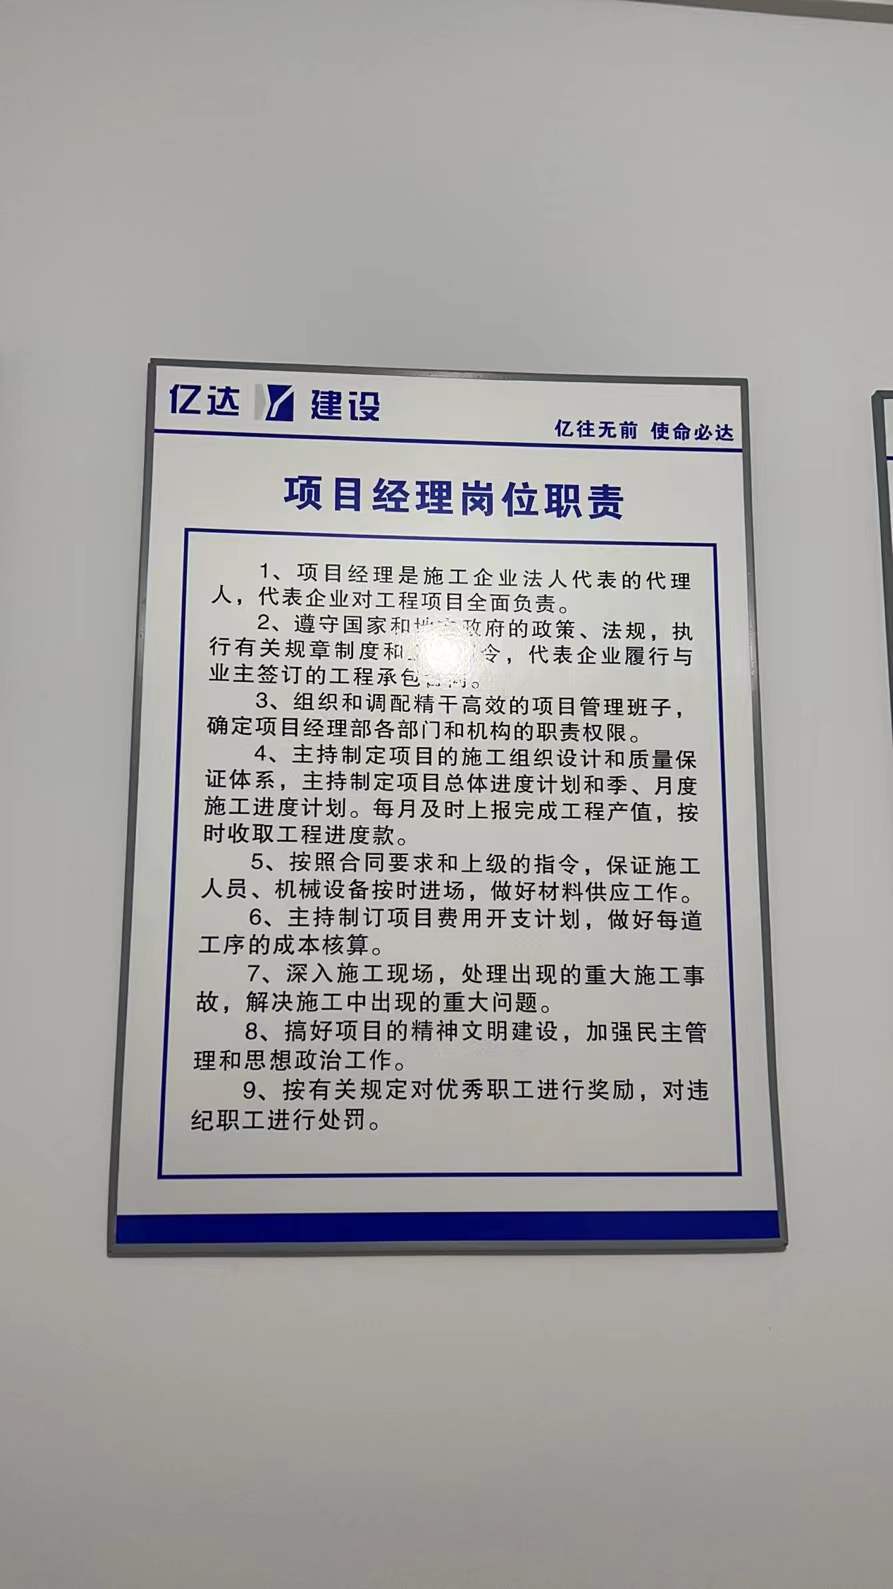 亿达 建设
亿往无前 使命必达
项目经理岗位职责
1、项目经理是施工企业法人代表的代理
人，代表企业对工程项目全面负责。
2、遵守国家和地方政府的政策、法规，执
行有关规章制度和 令，代表企业履行与
业主签订的工程承包合同。
3、组织和调配精干高效的项目管理班子，
确定项目经理部各部门和机构的职责权限。
4、主持制定项目的施工组织设计和质量保
证体系，主持制定项目总体进度计划和季、月度
施工进度计划。每月及时上报完成工程产值，按
时收取工程进度款。
5、按照合同要求和上级的指令，保证施工
人员、机械设备按时进场，做好材料供应工作。
6、主持制订项目费用开支计划，做好每道
工序的成本核算。
7、深入施工现场，处理出现的重大施工事
故，解决施工中出现的重大问题。
8、搞好项目的精神文明建设，加强民主管
理和思想政治工作。
9、按有关规定对优秀职工进行奖励，对违
纪职工进行处罚。